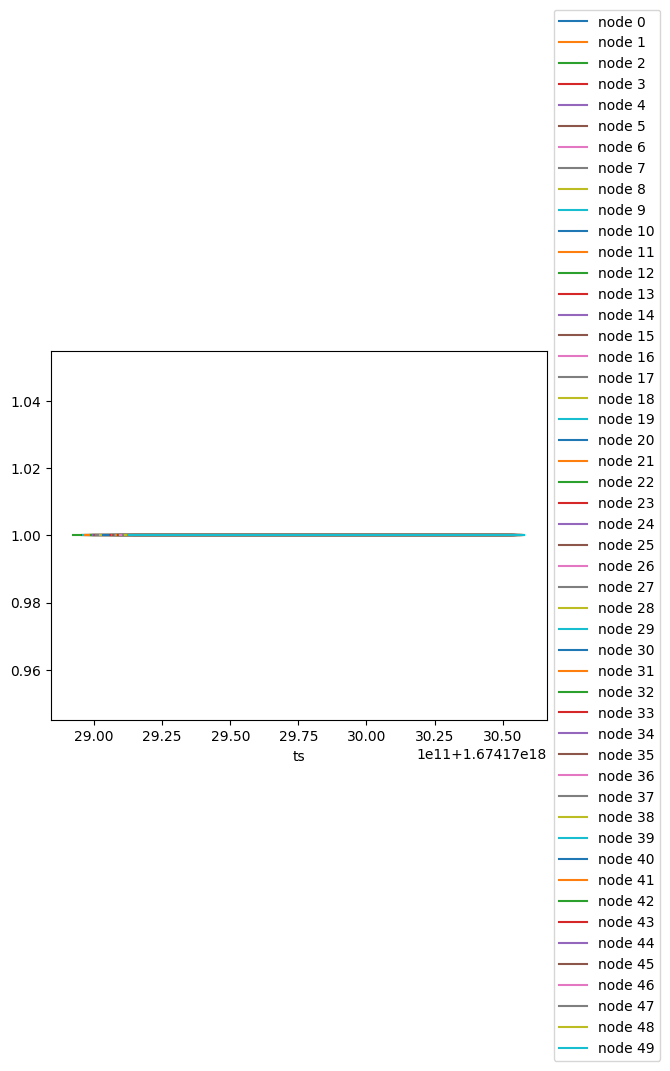 node 0
node 1
node 2
node 3
node 4
node 5
node 6
node 7
node 8
node 9
node 10
node 11
node 12
node 13
node 14
node 15
node 16
node 17
node 18
node 19
node 20
node 21
node 22
node 23
node 24
node 25
node 26
node 27
node 28
node 29
node 30
node 31
node 32
node 33
node 34
node 35
node 36
node 37
node 38
node 39
node 40
node 41
node 42
node 43
node 44
node 45
node 46
node 47
node 48
node 49
1.04
1.02
1.00
0.98
0.96
29.00 29.25 29.50 29.75 30.00 30.25 30.50
ts
1e11+1.67417e18